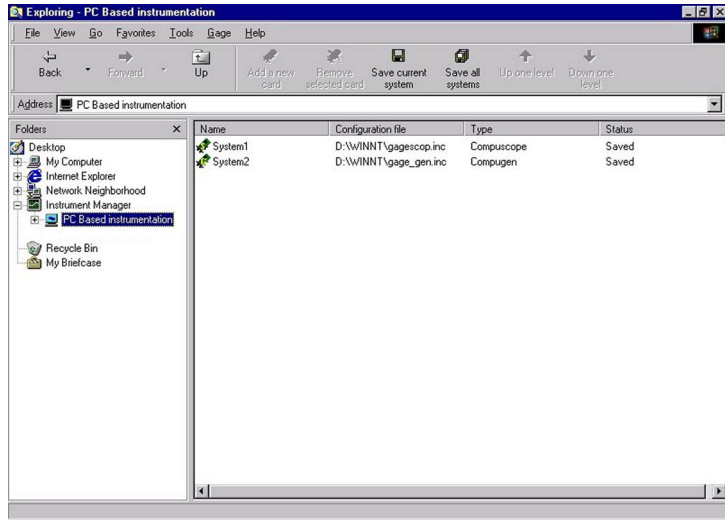 Exploring - PC Based instrumentation
File View Go Favorites Tools Gage Help
Back Forward Up Add a new card Remove selected card Save current system Save all systems Up one level Down one level
Address PC Based instrumentation
Folders
Name Configuration file Type Status
Desktop
My Computer
Internet Explorer
Network Neighborhood
Instrument Manager
PC Based instrumentation
Recycle Bin
My Briefcase
System1 D:\WINNT\gagescop.inc Compuscope Saved
System2 D:\WINNT\gage_gen.inc Compugen Saved